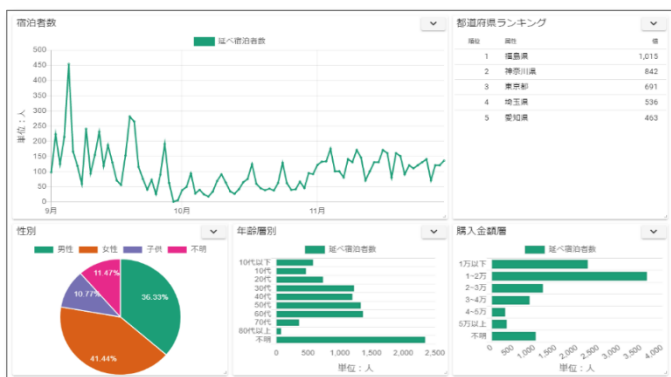 宿泊者数
延べ宿泊者数
500
450
400
350
300
250
200
150
100
50
0
単位：人
9月 10月 11月
都道府県ランキング
順位 属性 値
1 福島県 1,015
2 神奈川県 842
3 東京都 691
4 埼玉県 536
5 愛知県 463
性別
男性 女性 子供 不明
11.47%
36.33%
10.77%
41.44%
年齢層別
延べ宿泊者数
10代以下
10代
20代
30代
40代
50代
60代
70代
80代以上
不明
0 500 1,000 1,500 2,000 2,500
単位：人
購入金額層
延べ宿泊者数
1万以下
1~2万
2~3万
3~4万
4~5万
5万以上
不明
0 500 1,000 1,500 2,000 2,500 3,000 3,500 4,000
単位：人